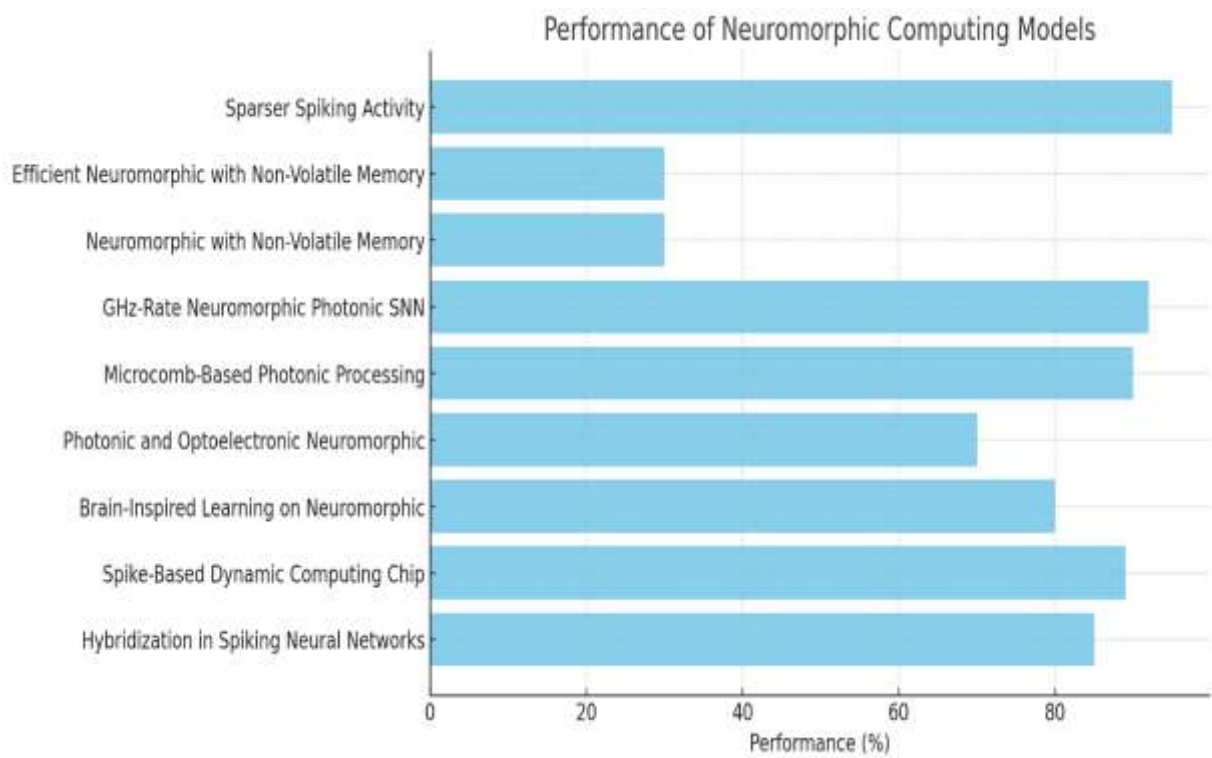 Performance of Neuromorphic Computing Models
Sparser Spiking Activity
Efficient Neuromorphic with Non-Volatile Memory
Neuromorphic with Non-Volatile Memory
GHz-Rate Neuromorphic Photonic SNN
Microcomb-Based Photonic Processing
Photonic and Optoelectronic Neuromorphic
Brain-Inspired Learning on Neuromorphic
Spike-Based Dynamic Computing Chip
Hybridization in Spiking Neural Networks
0 20 40 60 80
Performance (%)